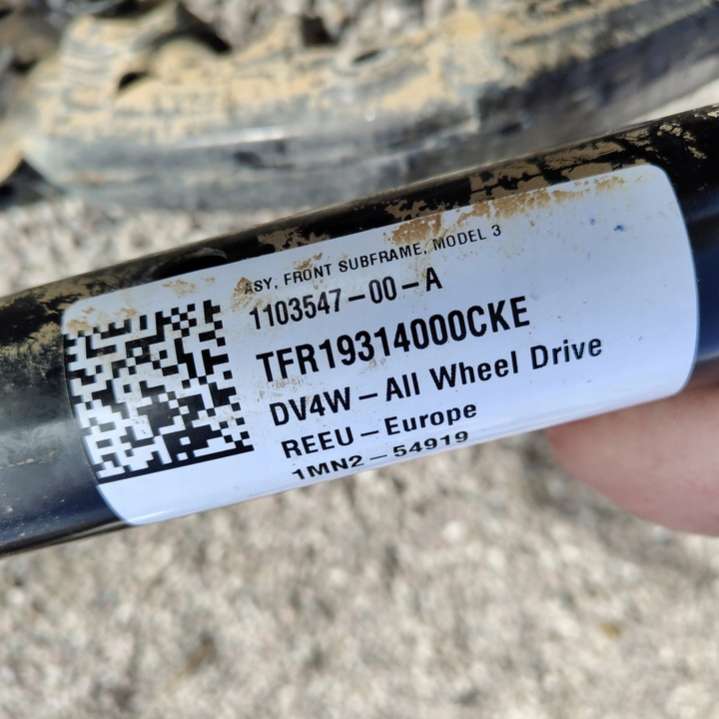 ASY, FRONT SUBFRAME, MODEL 3
1103547-00-A
TFR19314000CKE
DV4W-All Wheel Drive
REEU-Europe
1MN2-54919